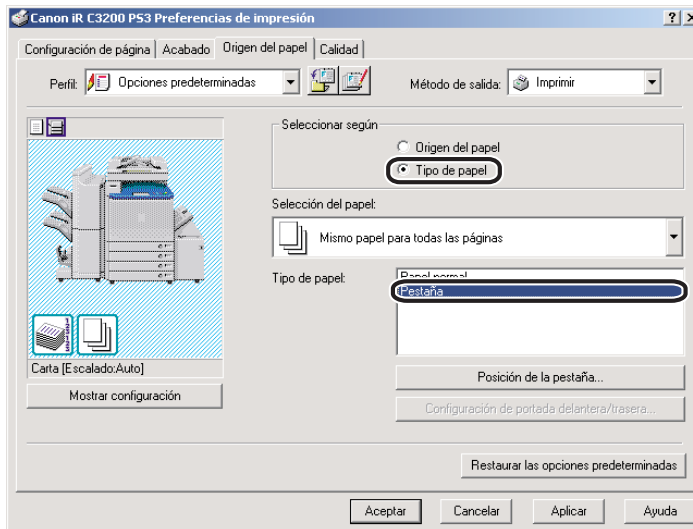 Canon iR C3200 PS3 Preferencias de impresión
Configuración de página Acabado Origen del papel Calidad
Perfil: Opciones predeterminadas Método de salida: Imprimir
Seleccionar según
Origen del papel
Tipo de papel
Selección del papel:
Mismo papel para todas las páginas
Tipo de papel: Papel normal
Pestaña
Carta [Escalado:Auto]
Posición de la pestaña...
Mostrar configuración
Configuración de portada delantera/trasera...
Restaurar las opciones predeterminadas
Aceptar Cancelar Aplicar Ayuda